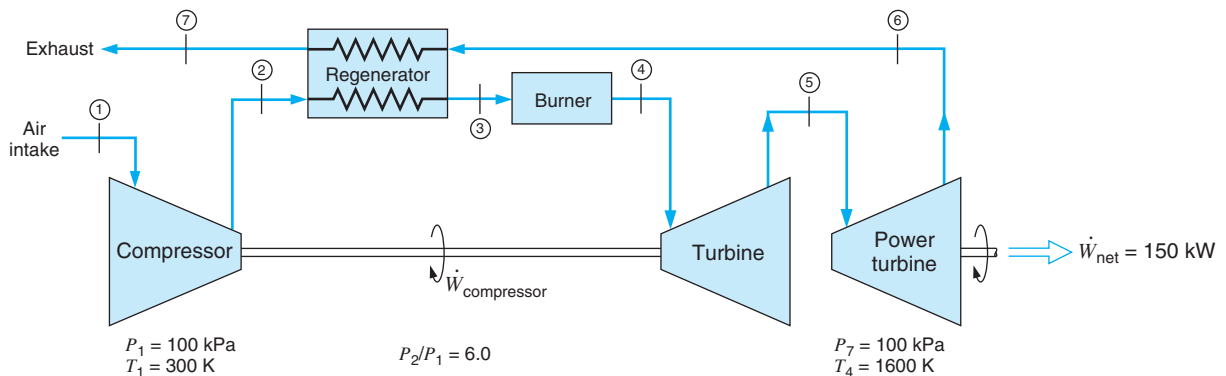 7
6
Exhaust
Regenerator
2
4
Burner
5
1
3
Air
intake
Compressor
Turbine
Power
turbine
Ẇnet = 150 kW
Ẇcompressor
P1 = 100 kPa
T1 = 300 K
P2/P1 = 6.0
P7 = 100 kPa
T4 = 1600 K